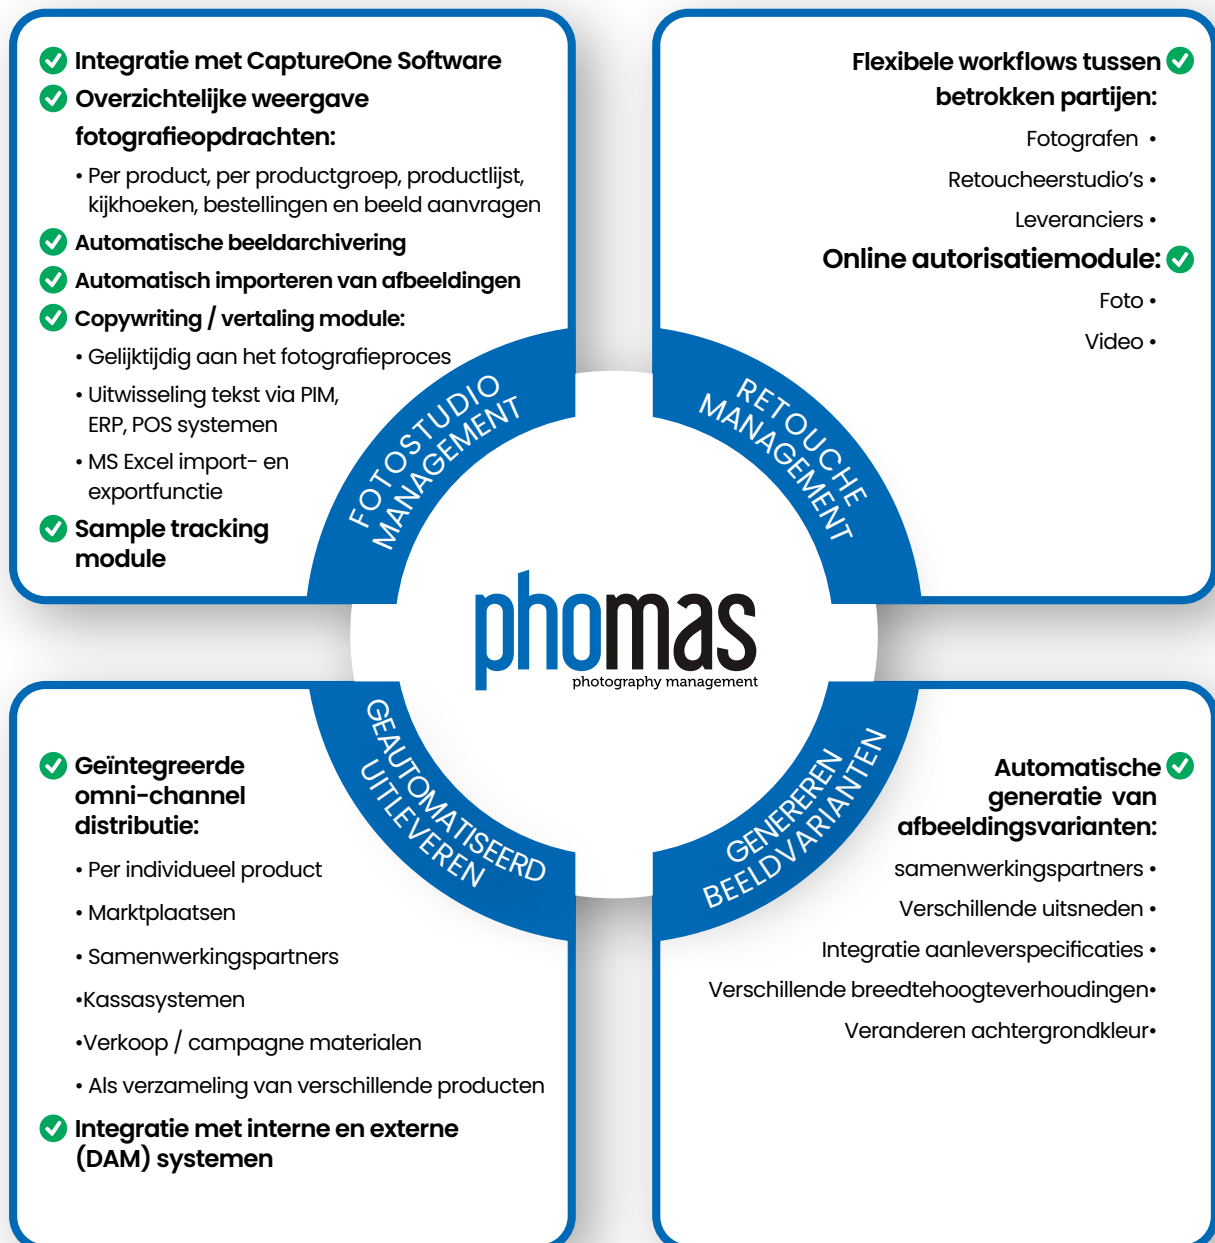 Integratie met CaptureOne Software
Overzichtelijke weergave
fotografieopdrachten:
• Per product, per productgroep, productlijst,
kijkhoeken, bestellingen en beeld aanvragen
Automatische beeldarchivering
Automatisch importeren van afbeeldingen
Copywriting / vertaling module:
• Gelijktijdig aan het fotografieproces
• Uitwisseling tekst via PIM,
ERP, POS systemen
• MS Excel import- en
exportfunctie
Sample tracking
module
FOTOSTUDIO
MANAGEMENT
Flexibele workflows tussen
betrokken partijen:
Fotografen •
Retoucheerstudio's •
Leveranciers •
Online autorisatiemodule:
Foto •
Video •
RETOUCHE
MANAGEMENT
phomas
photography management
Geïntegreerde
omni-channel
distributie:
• Per individueel product
• Marktplaatsen
• Samenwerkingspartners
•Kassasystemen
•Verkoop / campagne materialen
• Als verzameling van verschillende producten
Integratie met interne en externe
(DAM) systemen
GEAUTOMATISEERD
UITLEVEREN
GENEREREN
BEELDVARIANTEN
Automatische
generatie van
afbeeldingsvarianten:
samenwerkingspartners •
Verschillende uitsneden •
Integratie aanleverspecificaties •
Verschillende breedtehoogteverhoudingen•
Veranderen achtergrondkleur•